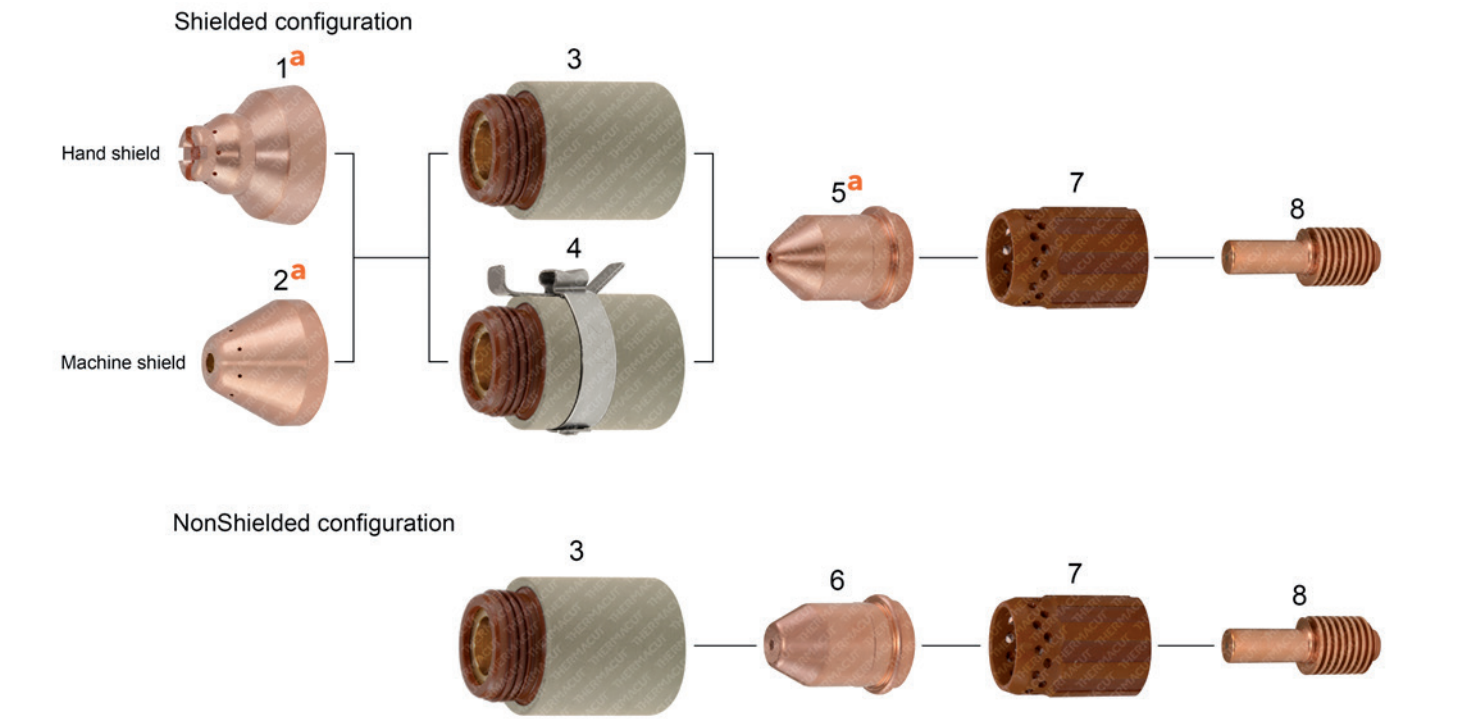 Shielded configuration
1a
3
Hand shield
5a
7
8
4
2a
Machine shield
NonShielded configuration
3
6
7
8
THERMACUT